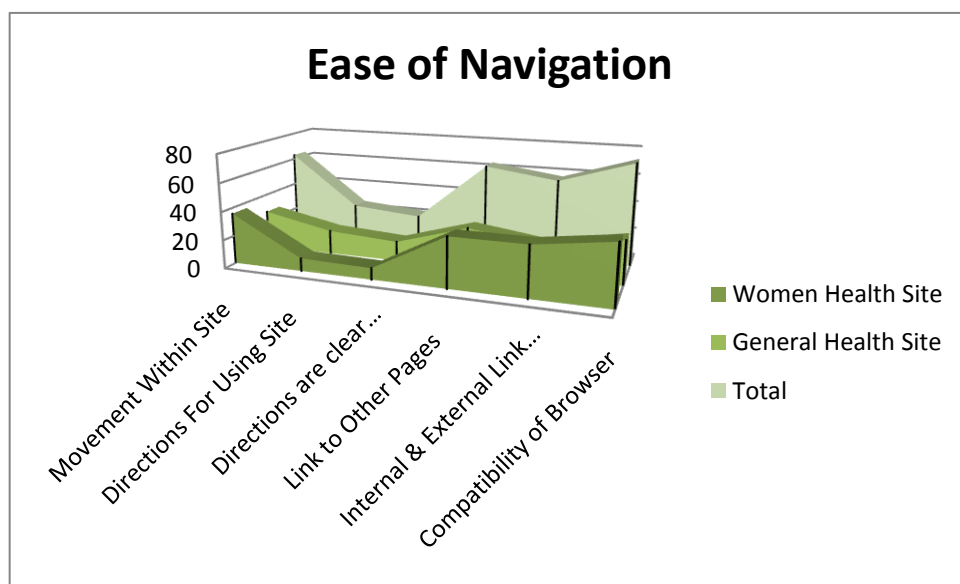 Ease of Navigation
80
60
40
20
0
Movement Within Site
Directions For Using Site
Directions are clear...
Link to Other Pages
Internal & External Link...
Compatibility of Browser
Women Health Site
General Health Site
Total